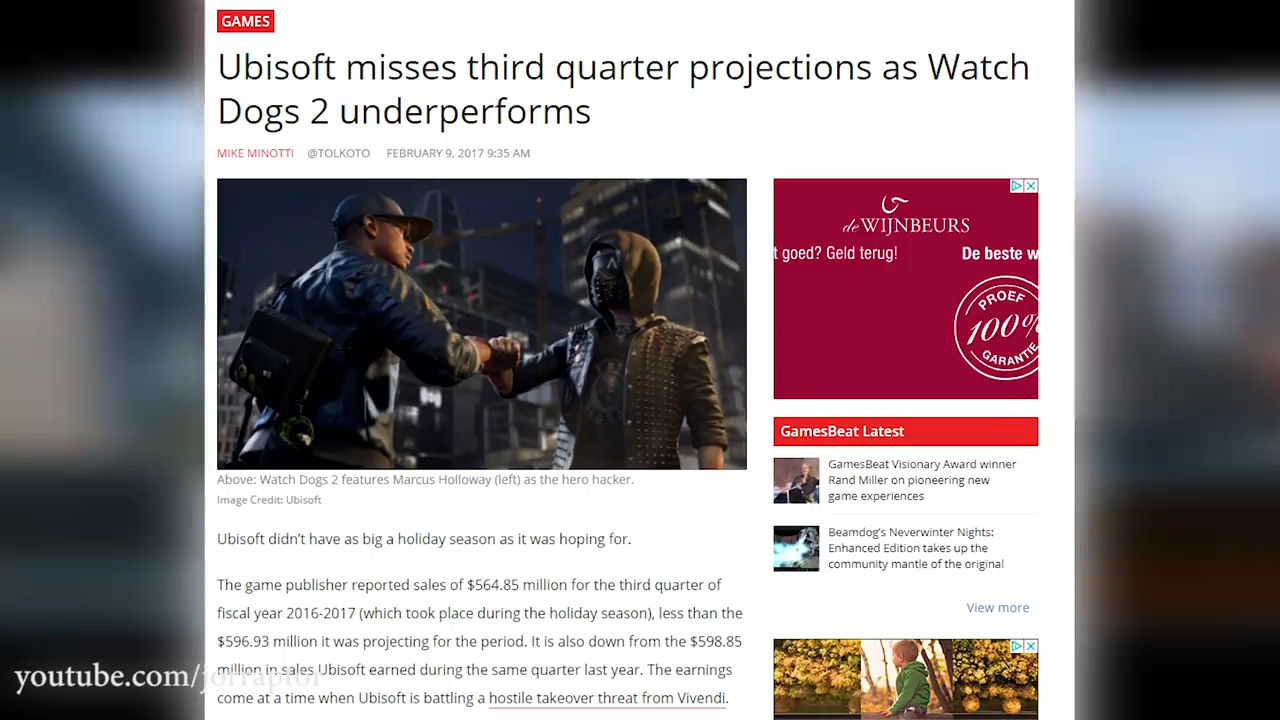 GAMES
Ubisoft misses third quarter projections as Watch
Dogs 2 underperforms
MIKE MINOTTI @TOLKOTO FEBRUARY 9, 2017 9:35 AM
Above: Watch Dogs 2 features Marcus Holloway (left) as the hero hacker.
Image Credit: Ubisoft
Ubisoft didn't have as big a holiday season as it was hoping for.
The game publisher reported sales of $564.85 million for the third quarter of
fiscal year 2016-2017 (which took place during the holiday season), less than the
$596.93 million it was projecting for the period. It is also down from the $598.85
million in sales Ubisoft earned during the same quarter last year. The earnings
come at a time when Ubisoft is battling a hostile takeover threat from Vivendi.
de WIJNBEURS
t goed? Geld terug! De beste w
PROEF
100%
GARANTIE
GamesBeat Latest
GamesBeat Visionary Award winner
Rand Miller on pioneering new
game experiences
Beamdog's Neverwinter Nights:
Enhanced Edition takes up the
community mantle of the original
View more
youtube.com/jorraptor